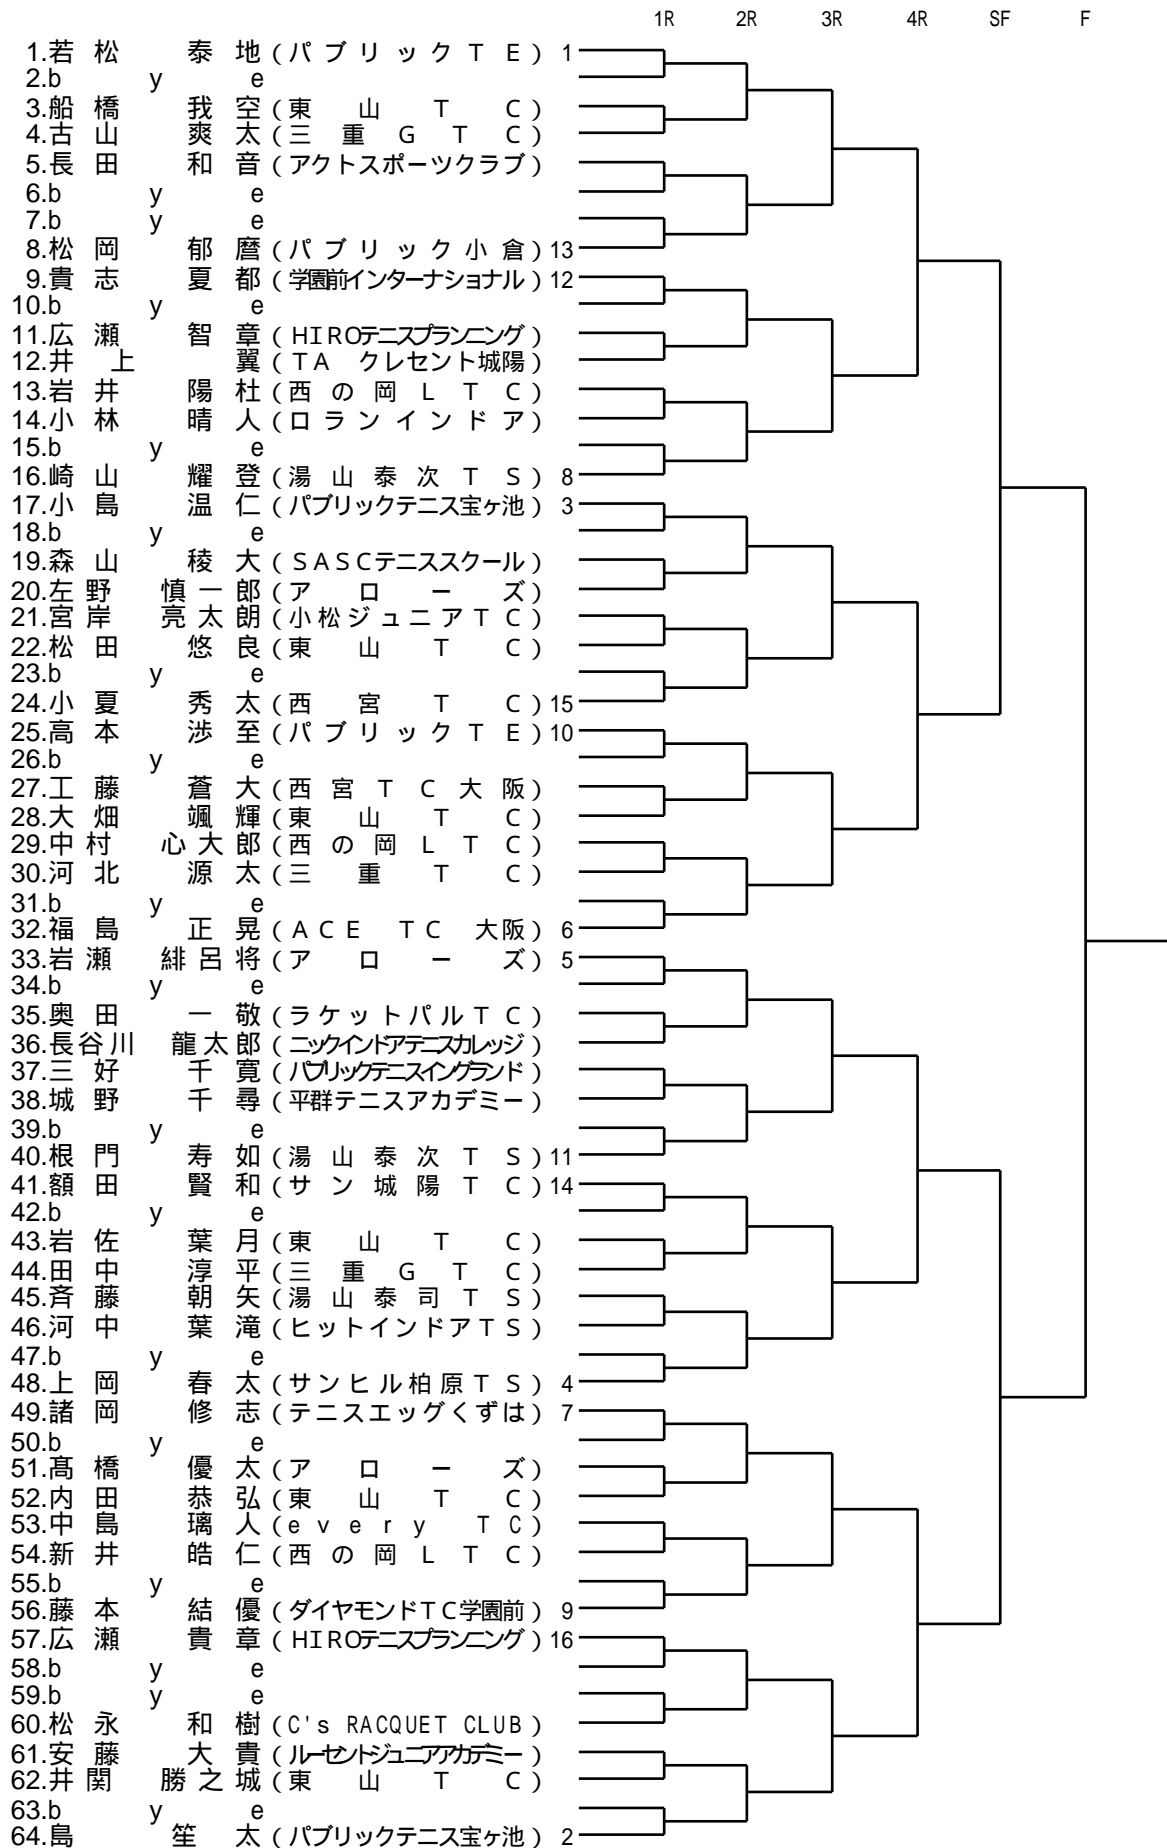 1R 2R 3R 4R SF F
1.若松 泰地(パブリックTE) 1
2.b y e
3.船橋 我空(東山TC)
4.古山 爽太(三重GTC)
5.長田 和音(アクトスポーツクラブ)
6.b y e
7.b y e
8.松岡 郁磨(パブリック小倉) 13
9.貴志 夏都(学園前インターナショナル) 12
10.b y e
11.広瀬 智章(HIROテニスプランニング)
12.井上 翼(TA クレセント城陽)
13.岩井 陽杜(西の岡LTC)
14.小林 晴人(ロランインドア)
15.b y e
16.崎山 耀登(湯山泰次TS) 8
17.小島 温仁(パブリックテニス宝ヶ池) 3
18.b y e
19.森山 稜大(SASCテニススクール)
20.左野 慎一郎(アローズ)
21.宮岸 亮太朗(小松ジュニアTC)
22.松田 悠良(東山TC)
23.b y e
24.小夏 秀太(西宮TC) 15
25.高本 渉至(パブリックTE) 10
26.b y e
27.工藤 蒼大(西宮TC大阪)
28.大畑 颯輝(東山TC)
29.中村 心大郎(西の岡LTC)
30.河北 源太(三重TC)
31.b y e
32.福島 正晃(ACE TC 大阪) 6
33.岩瀬 緋呂将(アローズ) 5
34.b y e
35.奥田 一敬(ラケットパルTC)
36.長谷川 龍太郎(ニックインドアテニスカレッジ)
37.三好 千寛(パブリックテニスイングランド)
38.城野 千尋(平群テニスアカデミー)
39.b y e
40.根門 寿如(湯山泰次TS) 11
41.額田 賢和(サン城陽TC) 14
42.b y e
43.岩佐 葉月(東山TC)
44.田中 淳平(三重GTC)
45.斉藤 朝矢(湯山泰司TS)
46.河中 葉滝(ヒットインドアTS)
47.b y e
48.上岡 春太(サンヒル柏原TS) 4
49.諸岡 修志(テニスエッグくずは) 7
50.b y e
51.髙橋 優太(アローズ)
52.内田 恭弘(東山TC)
53.中島 璃人(every TC)
54.新井 皓仁(西の岡LTC)
55.b y e
56.藤本 結優(ダイヤモンドTC学園前) 9
57.広瀬 貴章(HIROテニスプランニング) 16
58.b y e
59.b y e
60.松永 和樹(C's RACQUET CLUB)
61.安藤 大貴(ルーセントジュニアアカデミー)
62.井関 勝之城(東山TC)
63.b y e
64.島 笙太(パブリックテニス宝ヶ池) 2